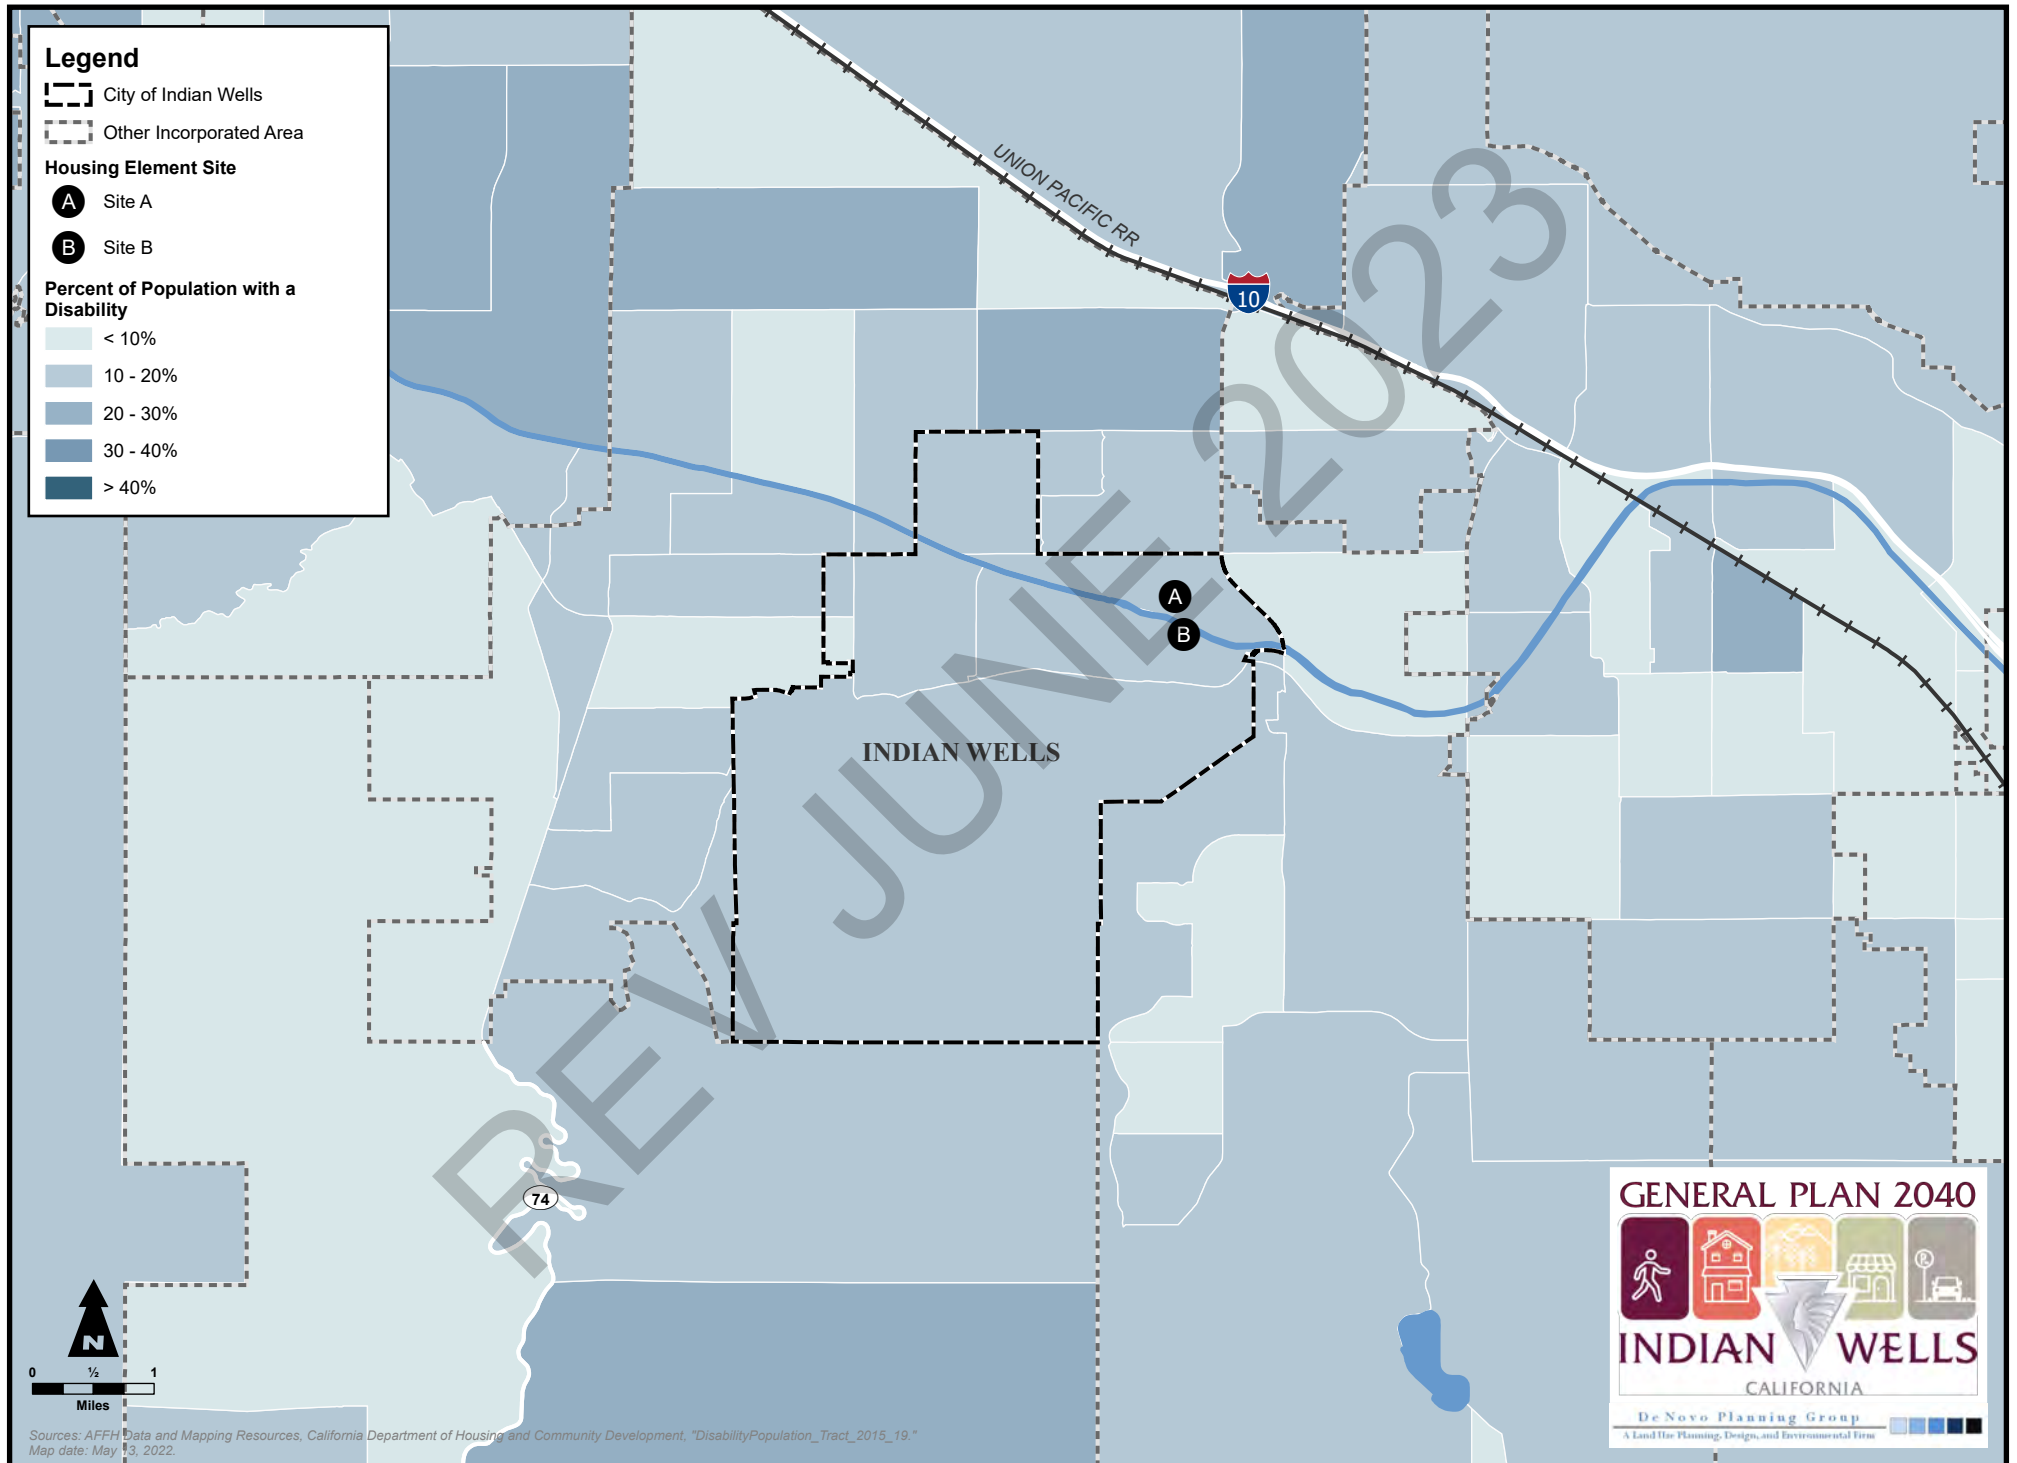 Legend
City of Indian Wells
Other Incorporated Area
Housing Element Site
A Site A
B Site B
Percent of Population with a
Disability
< 10%
10 - 20%
20 - 30%
30 - 40%
> 40%
UNION PACIFIC RR
10
A
B
INDIAN WELLS
REV JUNE 2023
74
N
0 ½ 1
Miles
Sources: AFFH Data and Mapping Resources, California Department of Housing and Community Development, "DisabilityPopulation_Tract_2015_19."
Map date: May 13, 2022.
GENERAL PLAN 2040
INDIAN WELLS
CALIFORNIA
De Novo Planning Group
A Land Use Planning, Design, and Environmental Firm